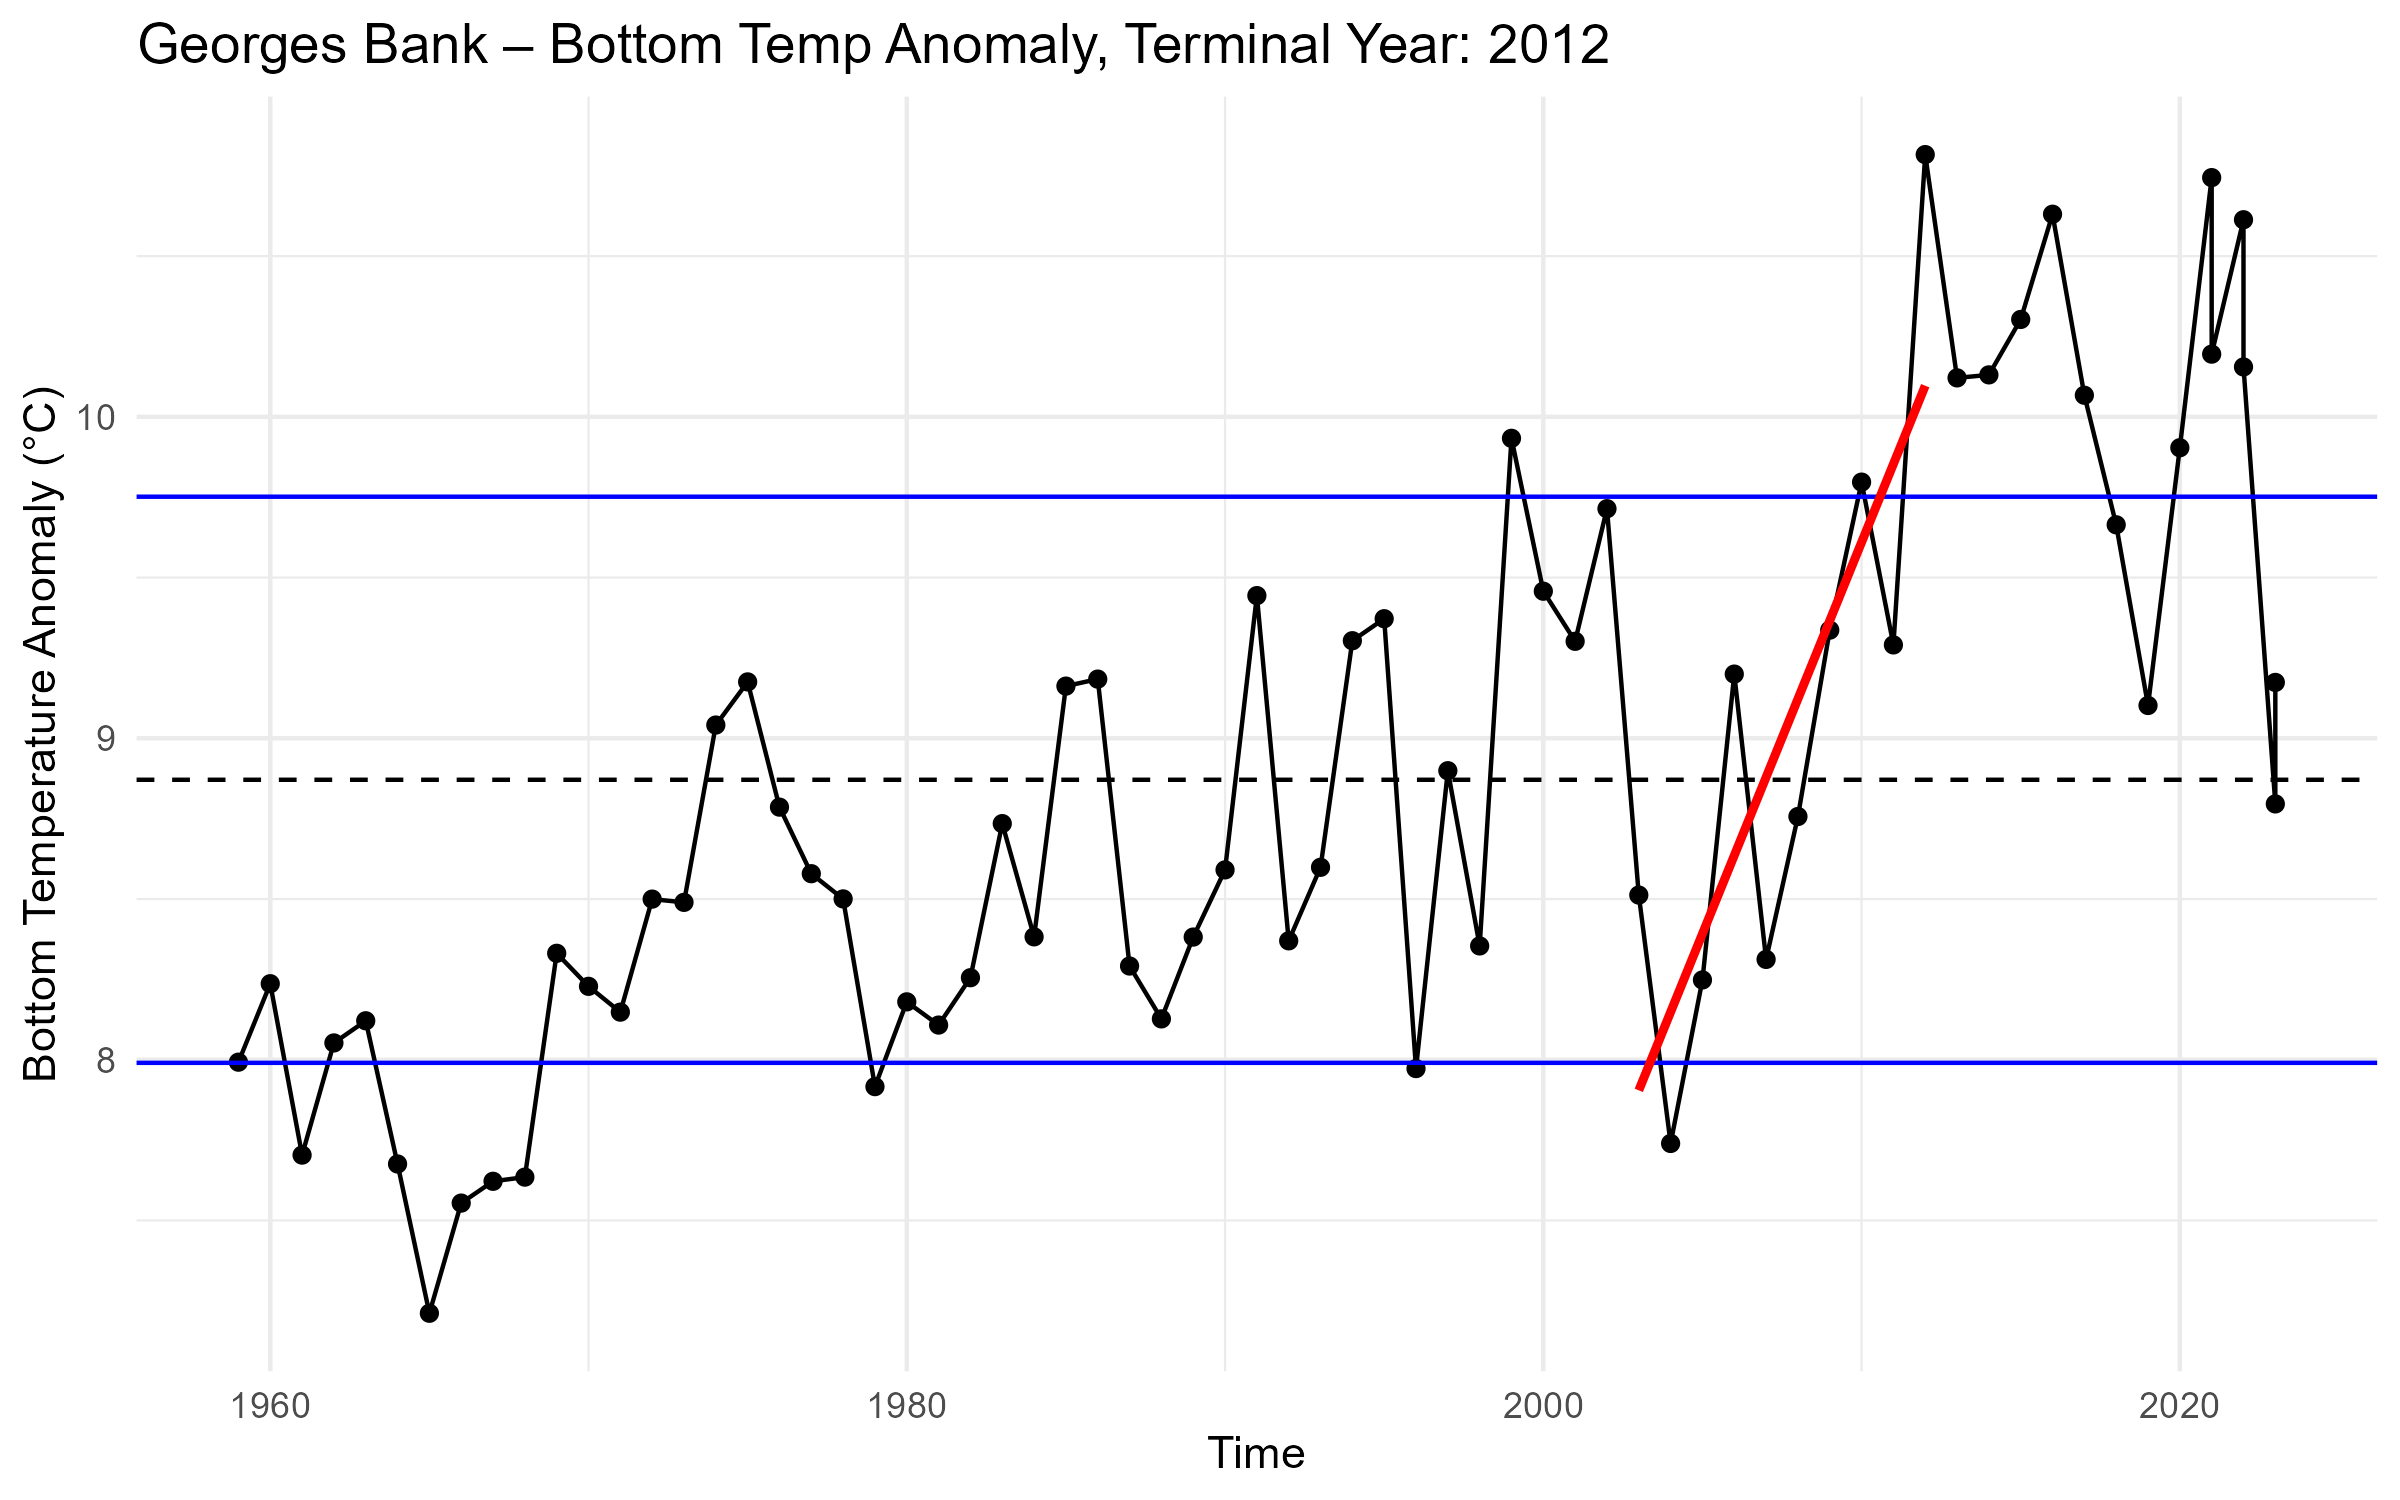 Georges Bank – Bottom Temp Anomaly, Terminal Year: 2012
Bottom Temperature Anomaly (°C)
10
9
8
1960
1980
2000
2020
Time